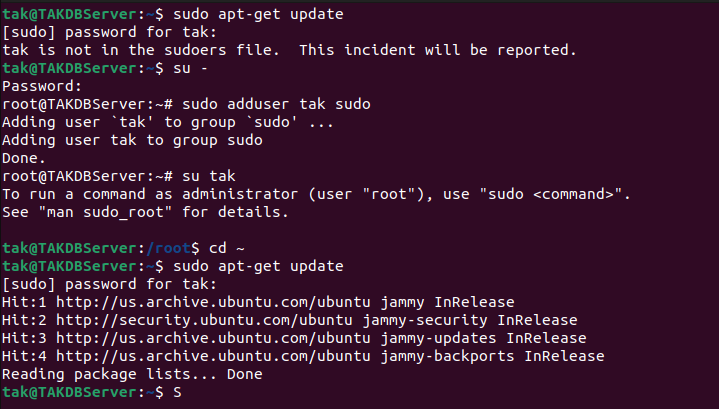 tak@TAKDBServer:~$ sudo apt-get update
[sudo] password for tak:
tak is not in the sudoers file.  This incident will be reported.
tak@TAKDBServer:~$ su -
Password:
root@TAKDBServer:~# sudo adduser tak sudo
Adding user `tak' to group `sudo' ...
Adding user tak to group sudo
Done.
root@TAKDBServer:~# su tak
To run a command as administrator (user "root"), use "sudo <command>".
See "man sudo_root" for details.

tak@TAKDBServer:/root$ cd ~
tak@TAKDBServer:~$ sudo apt-get update
[sudo] password for tak:
Hit:1 http://us.archive.ubuntu.com/ubuntu jammy InRelease
Hit:2 http://security.ubuntu.com/ubuntu jammy-security InRelease
Hit:3 http://us.archive.ubuntu.com/ubuntu jammy-updates InRelease
Hit:4 http://us.archive.ubuntu.com/ubuntu jammy-backports InRelease
Reading package lists... Done
tak@TAKDBServer:~$ S